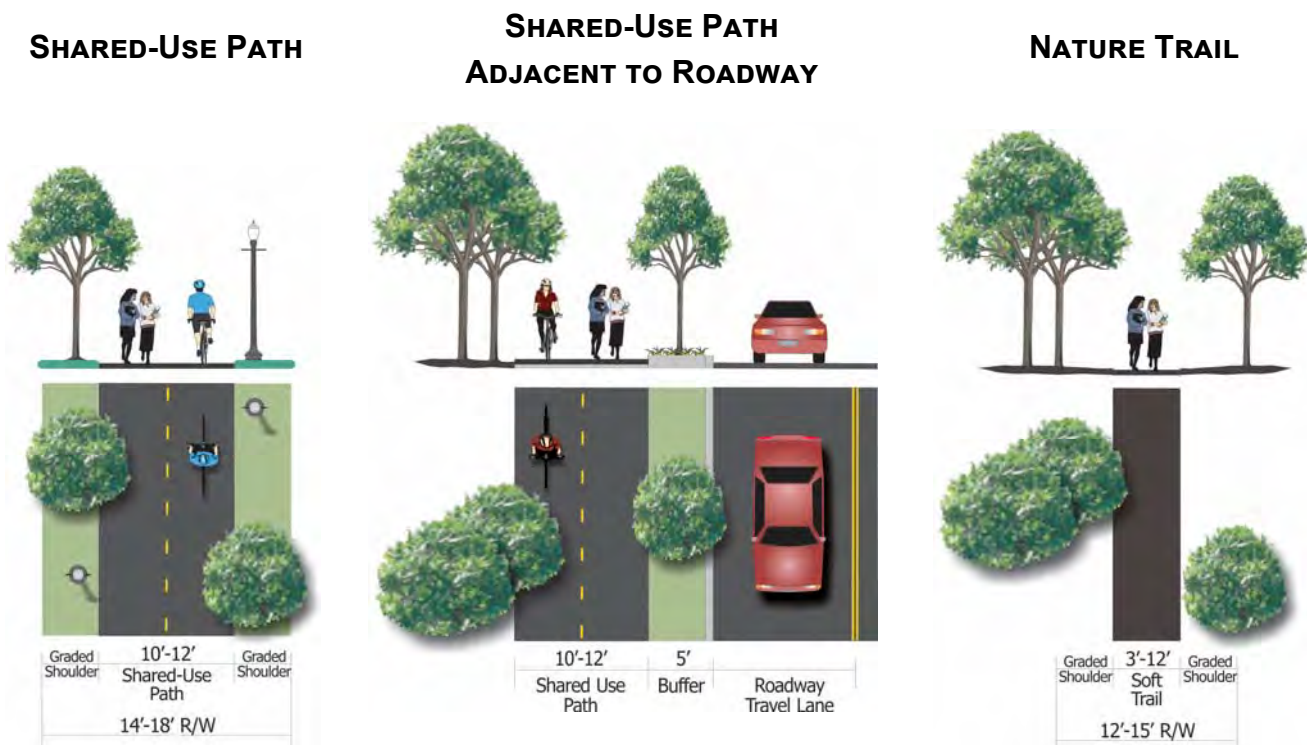 SHARED-USE PATH
SHARED-USE PATH
ADJACENT TO ROADWAY
NATURE TRAIL
Graded
Shoulder
10'-12'
Shared-Use
Path
Graded
Shoulder
14'-18' R/W
10'-12'
Shared Use
Path
5'
Buffer
Roadway
Travel Lane
Graded
Shoulder
3'-12'
Soft
Trail
Graded
Shoulder
12'-15' R/W